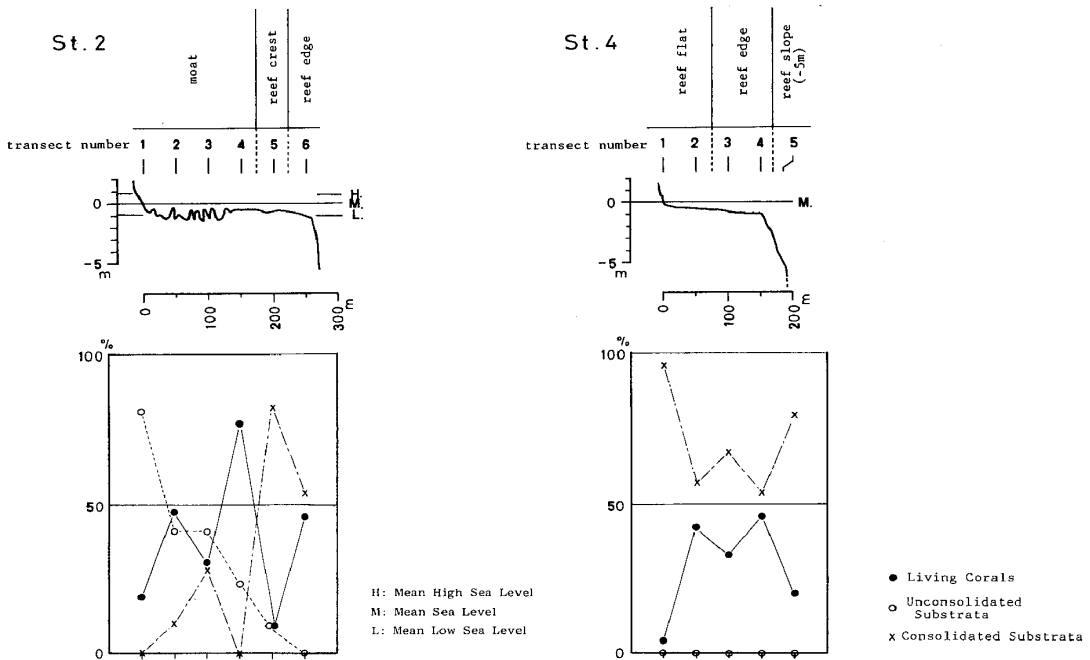 St. 2
moat
reef crest
reef edge
transect number 1 2 3 4 5 6
0
-5
m
H.
M.
L.
0 100 200 300
m
%
100
50
0
H: Mean High Sea Level
M: Mean Sea Level
L: Mean Low Sea Level
St. 4
reef flat
reef edge
reef slope
(-5m)
transect number 1 2 3 4 5
0
-5
m
M.
0 100 200
m
%
100
50
0
Living Corals
Unconsolidated
Substrata
Consolidated Substrata